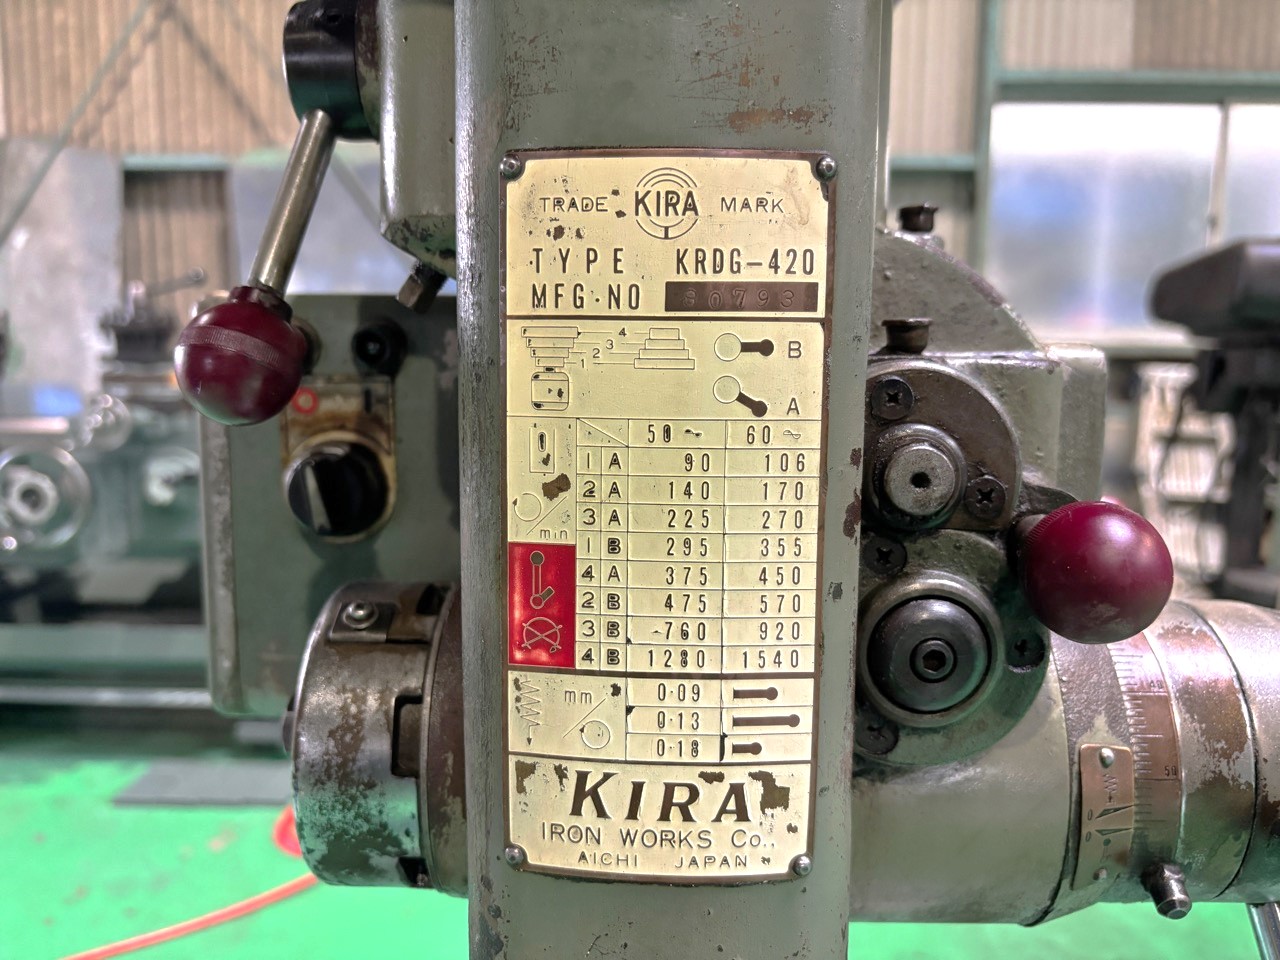 TRADE KIRA MARK
TYPE KRDG-420
MFG.NO 80793
4
3
2
1
B
A
50~ 60~
1 A 90 106
2 A 140 170
3 A 225 270
/min
1 B 295 355
4 A 375 450
2 B 475 570
3 B 760 920
4 B 1280 1540
mm/
0.09
0.13
0.18
KIRA
IRON WORKS Co.,
AICHI JAPAN
50